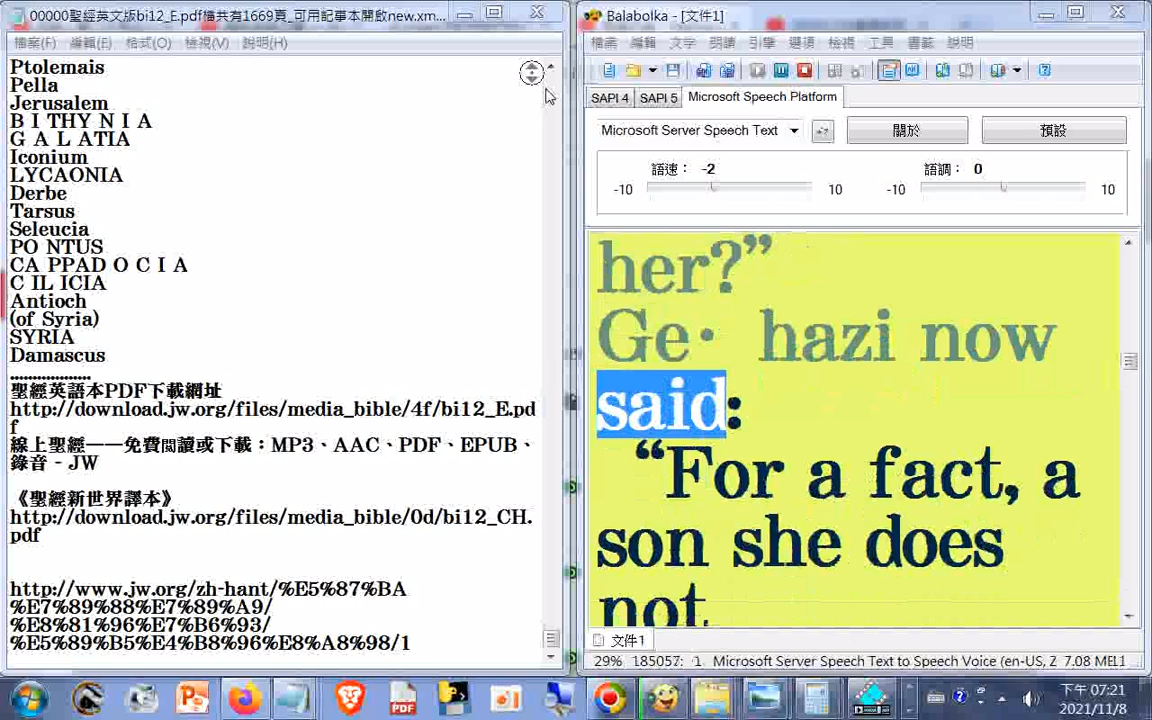 00000聖經英文版bi12_E.pdf檔共有1669頁_可用記事本開啟new.xm...
檔案(F) 編輯(E) 格式(O) 檢視(V) 說明(H)
Ptolemais
Pella
Jerusalem
B I THY N I A
G A L ATIA
Iconium
LYCAONIA
Derbe
Tarsus
Seleucia
PO NTUS
CA PPAD O C I A
C IL ICIA
Antioch
(of Syria)
SYRIA
Damascus
..................
聖經英語本PDF下載網址
http://download.jw.org/files/media_bible/4f/bi12_E.pd
f
線上聖經——免費閱讀或下載：MP3、AAC、PDF、EPUB、
錄音 - JW
《聖經新世界譯本》
http://download.jw.org/files/media_bible/0d/bi12_CH.
pdf
http://www.jw.org/zh-hant/%E5%87%BA
%E7%89%88%E7%89%A9/
%E8%81%96%E7%B6%93/
%E5%89%B5%E4%B8%96%E8%A8%98/1
Balabolka - [文件1]
檔案 編輯 文字 朗讀 引擎 選項 檢視 工具 書籤 說明
SAPI 4 SAPI 5 Microsoft Speech Platform
Microsoft Server Speech Text 關於 預設
語速： -2 語調： 0
-10 10 -10 10
her?”
Ge· hazi now
said:
“For a fact, a
son she does
not
文件1
29% 185057: 1 Microsoft Server Speech Text to Speech Voice (en-US, Z 7.08 ME
PDF
下午 07:21
2021/11/8